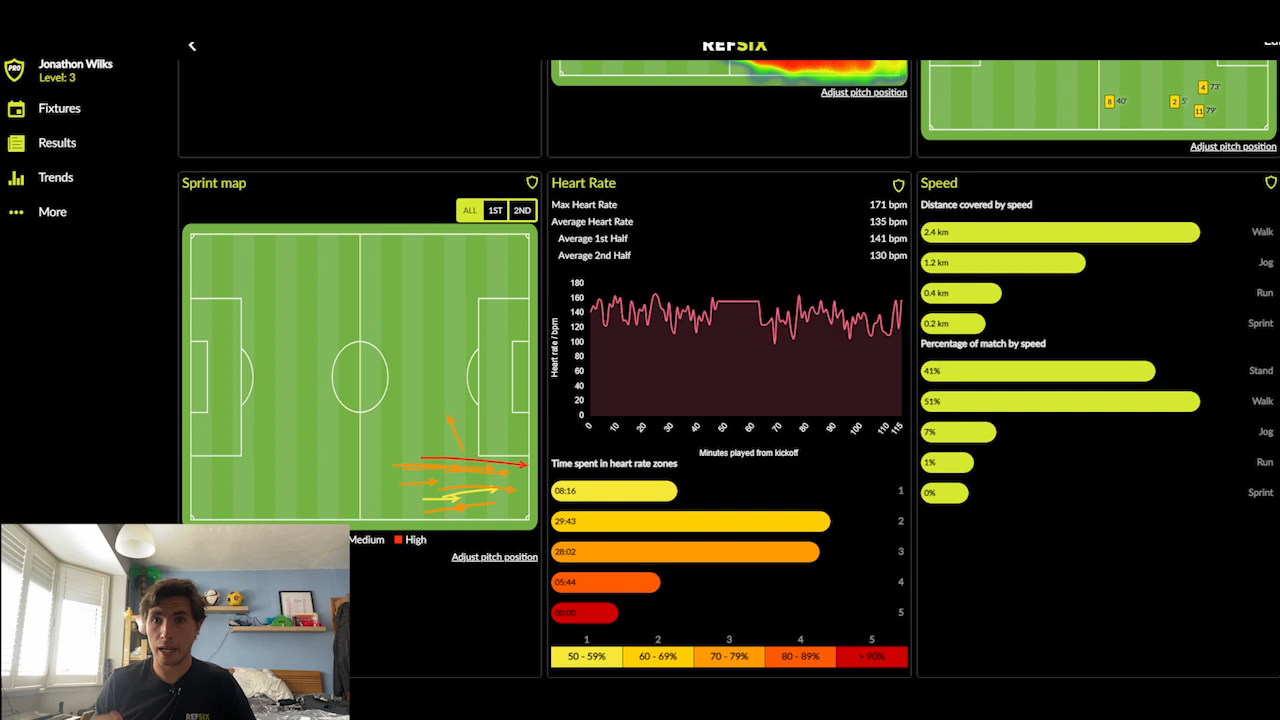 REFSIX
PRO
Jonathon Wilks
Level: 3
Fixtures
Results
Trends
More
Adjust pitch position
8 40'
4 73'
2 5'
11 79'
Adjust pitch position
Sprint map
ALL 1ST 2ND
Medium High
Adjust pitch position
Heart Rate
Max Heart Rate 171 bpm
Average Heart Rate 135 bpm
Average 1st Half 141 bpm
Average 2nd Half 130 bpm
Heart rate / bpm
180
160
140
120
100
80
60
40
20
0
0 10 20 30 40 50 60 70 80 90 100 110 115
Minutes played from kickoff
Time spent in heart rate zones
08:16 1
29:43 2
28:02 3
05:44 4
00:00 5
1 2 3 4 5
50 - 59% 60 - 69% 70 - 79% 80 - 89% > 90%
Speed
Distance covered by speed
2.4 km Walk
1.2 km Jog
0.4 km Run
0.2 km Sprint
Percentage of match by speed
41% Stand
51% Walk
7% Jog
1% Run
0% Sprint
REFSIX